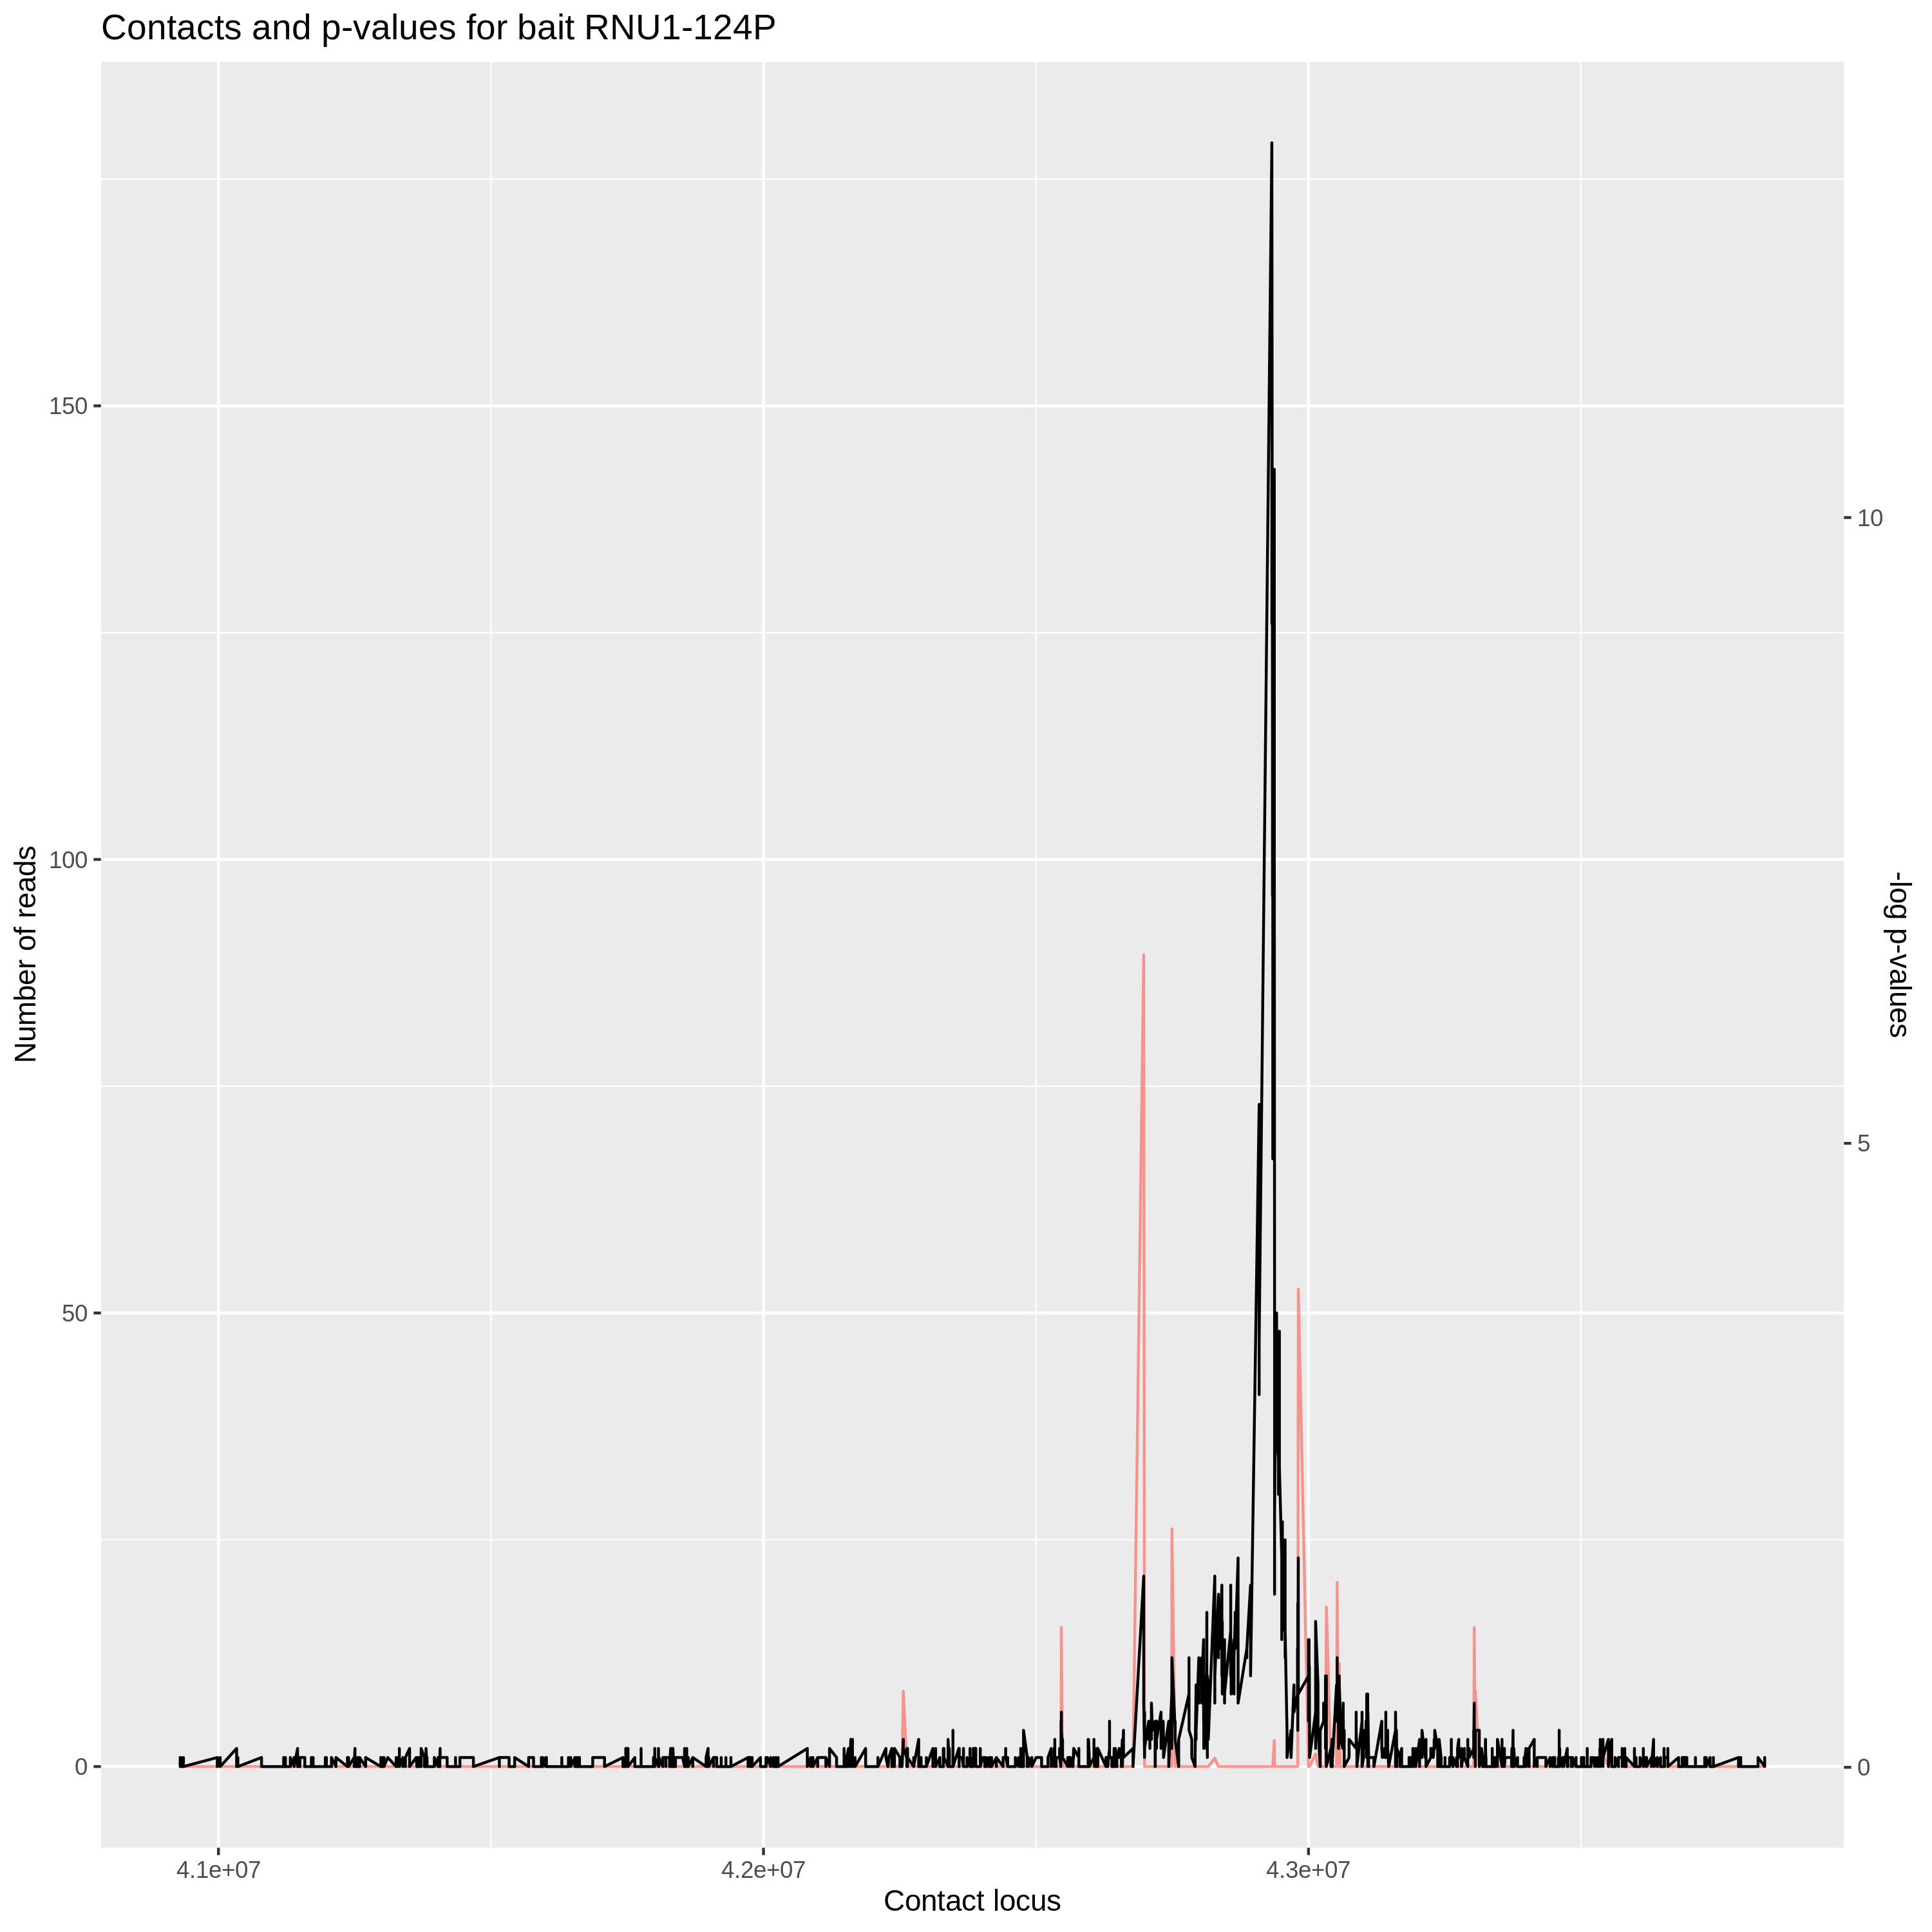 Contacts and p-values for bait RNU1-124P
150
100
50
0
Number of reads
10
5
0
-log p-values
4.1e+07
4.2e+07
4.3e+07
Contact locus